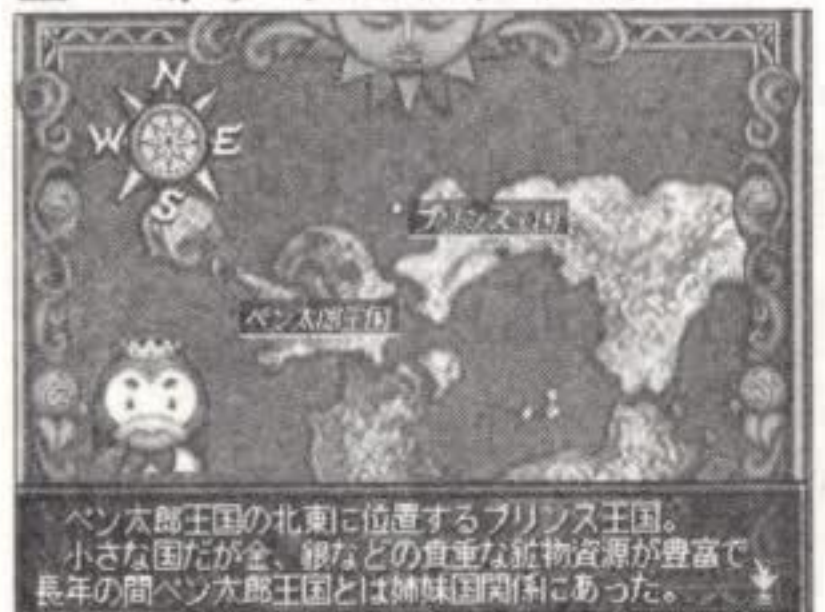 N
W E
S
プリンス王国
ペン太郎王国
ペン太郎王国の北東に位置するプリンス王国。
小さな国だが金、銀などの貴重な鉱物資源が豊富で
長年の間ペン太郎王国とは姉妹国関係にあった。